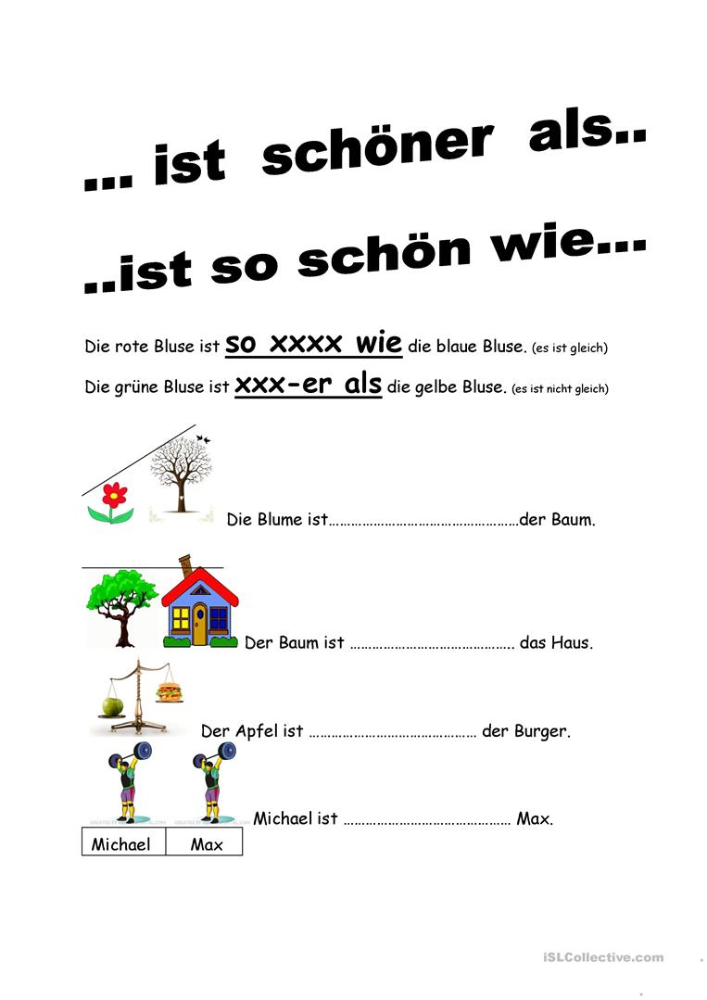 ... ist schöner als..
..ist so schön wie...
Die rote Bluse ist so xxxx wie die blaue Bluse. (es ist gleich)
Die grüne Bluse ist xxx-er als die gelbe Bluse. (es ist nicht gleich)
Die Blume ist……………………………………………der Baum.
Der Baum ist …………………………………….. das Haus.
Der Apfel ist ……………………………………… der Burger.
Michael ist ……………………………………… Max.
Michael Max
iSLCollective.com